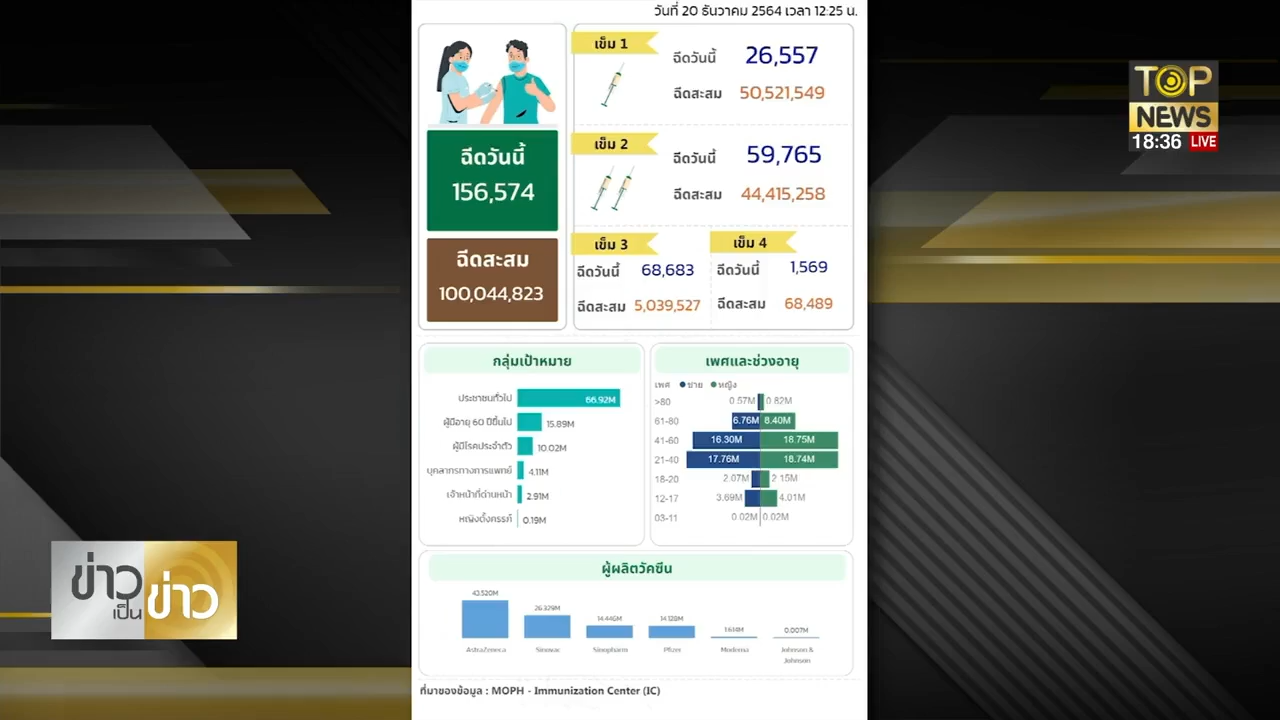 วันที่ 20 ธันวาคม 2564 เวลา 12:25 น.
TOP
NEWS
18:36 LIVE
ฉีดวันนี้
156,574
ฉีดสะสม
100,044,823
เข็ม 1
ฉีดวันนี้ 26,557
ฉีดสะสม 50,521,549
เข็ม 2
ฉีดวันนี้ 59,765
ฉีดสะสม 44,415,258
เข็ม 3
ฉีดวันนี้ 68,683
ฉีดสะสม 5,039,527
เข็ม 4
ฉีดวันนี้ 1,569
ฉีดสะสม 68,489
กลุ่มเป้าหมาย
ประชาชนทั่วไป 66.92M
ผู้มีอายุ 60 ปีขึ้นไป 15.89M
ผู้มีโรคประจำตัว 10.02M
บุคลากรทางการแพทย์ 4.11M
เจ้าหน้าที่ด่านหน้า 2.91M
หญิงตั้งครรภ์ 0.19M
เพศและช่วงอายุ
เพศ ชาย หญิง
>80 0.57M 0.82M
61-80 6.76M 8.40M
41-60 16.30M 18.75M
21-40 17.76M 18.74M
18-20 2.07M 2.15M
12-17 3.69M 4.01M
03-11 0.02M 0.02M
ผู้ผลิตวัคซีน
43.520M 26.329M 14.446M 14.128M 1.614M 0.007M
AstraZeneca Sinovac Sinopharm Pfizer Moderna Johnson &
Johnson
ที่มาของข้อมูล : MOPH - Immunization Center (IC)
ข่าว
เป็น
ข่าว